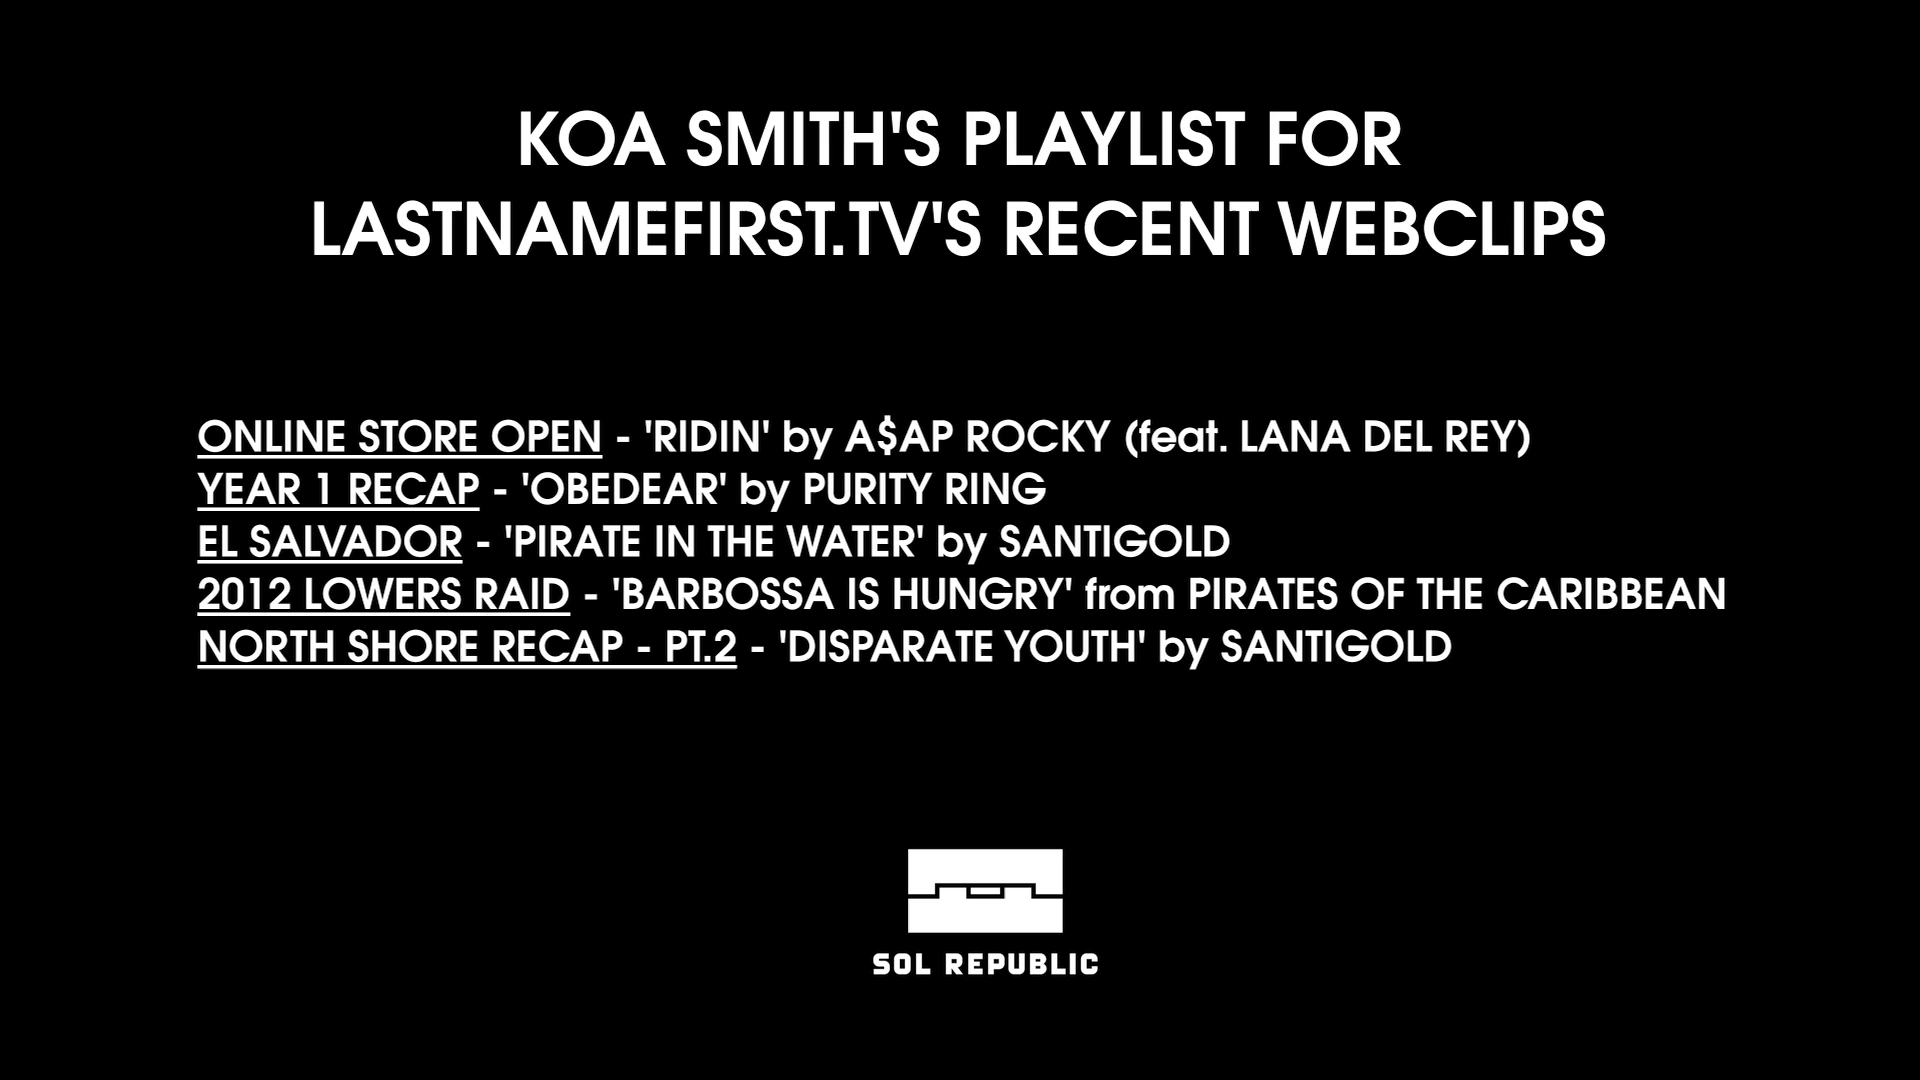 KOA SMITH'S PLAYLIST FOR
LASTNAMEFIRST.TV'S RECENT WEBCLIPS
ONLINE STORE OPEN - 'RIDIN' by A$AP ROCKY (feat. LANA DEL REY)
YEAR 1 RECAP - 'OBEDEAR' by PURITY RING
EL SALVADOR - 'PIRATE IN THE WATER' by SANTIGOLD
2012 LOWERS RAID - 'BARBOSSA IS HUNGRY' from PIRATES OF THE CARIBBEAN
NORTH SHORE RECAP - PT.2 - 'DISPARATE YOUTH' by SANTIGOLD
SOL REPUBLIC